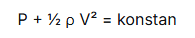 P + ½ ρ V² = konstan